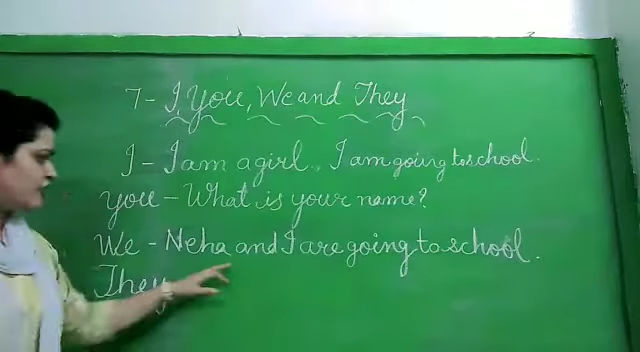 7- I, You, We and They
I - I am a girl., I am going to school.
you - What is your name?
We - Neha and I are going to school.
They